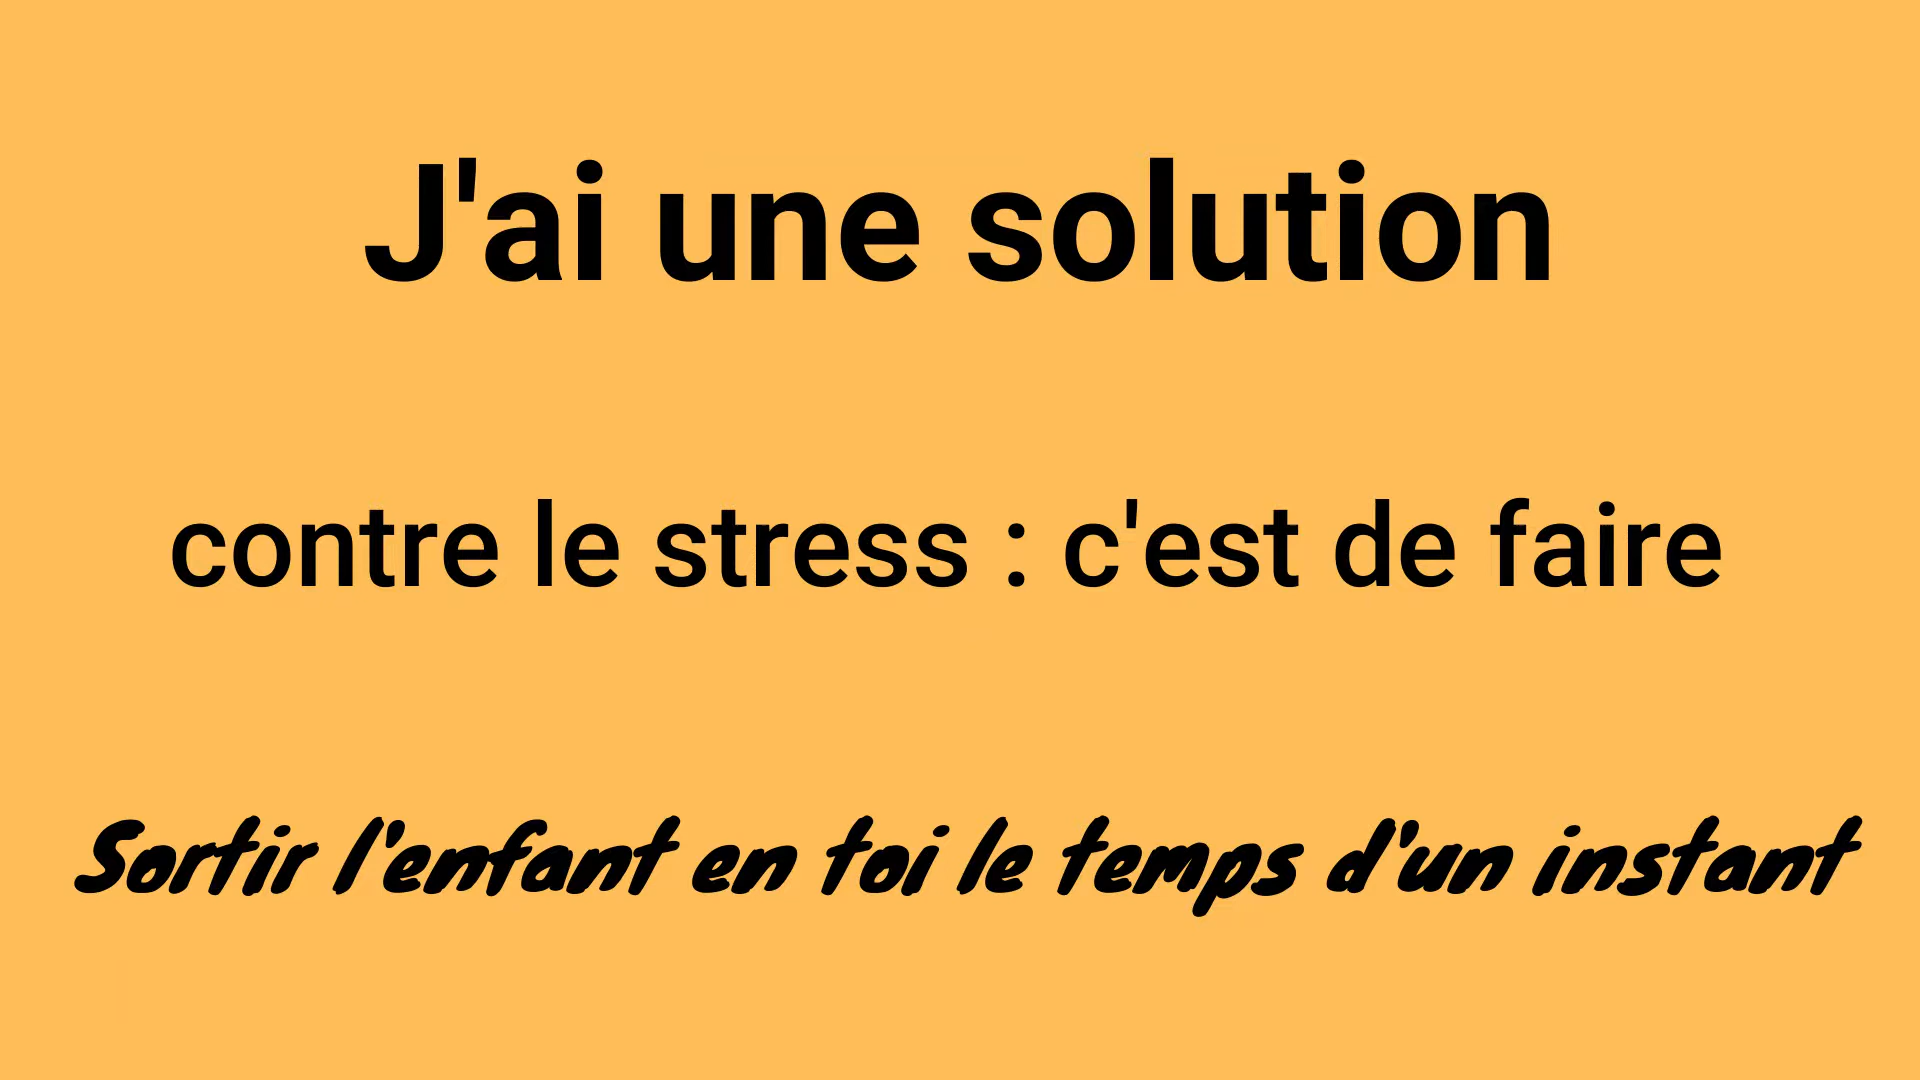 J'ai une solution
contre le stress : c'est de faire
Sortir l'enfant en toi le temps d'un instant